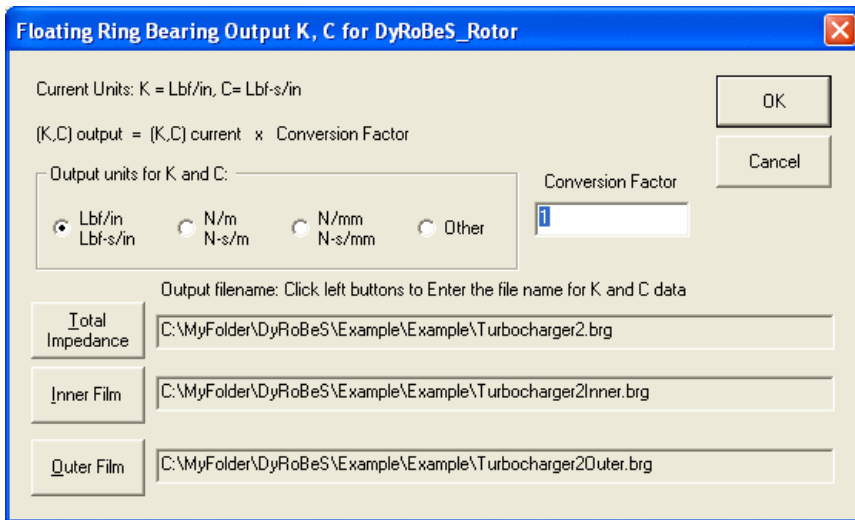 Floating Ring Bearing Output K, C for DyRoBeS_Rotor
Current Units: K = Lbf/in, C= Lbf-s/in
(K,C) output = (K,C) current x Conversion Factor
OK
Cancel
Output units for K and C:
Lbf/in
Lbf-s/in
N/m
N-s/m
N/mm
N-s/mm
Other
Conversion Factor
1
Output filename: Click left buttons to Enter the file name for K and C data
Total
Impedance
C:\MyFolder\DyRoBeS\Example\Example\Turbocharger2.brg
Inner Film
C:\MyFolder\DyRoBeS\Example\Example\Turbocharger2Inner.brg
Outer Film
C:\MyFolder\DyRoBeS\Example\Example\Turbocharger2Outer.brg